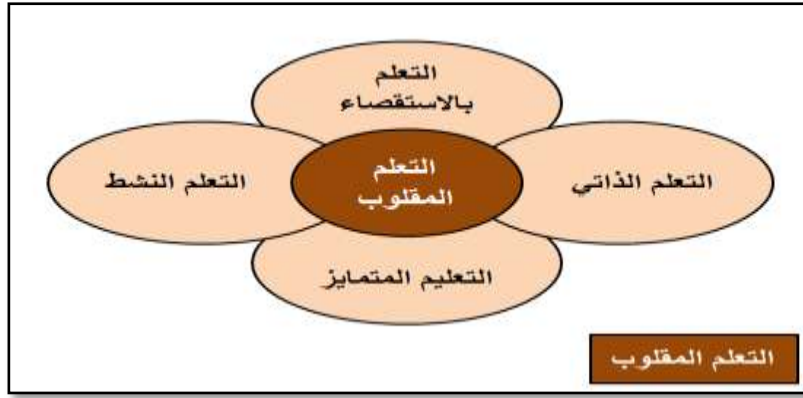 التعلم
بالاستقصاء
التعلم الذاتي
التعلم
المقلوب
التعلم النشط
التعليم المتمايز
التعلم المقلوب